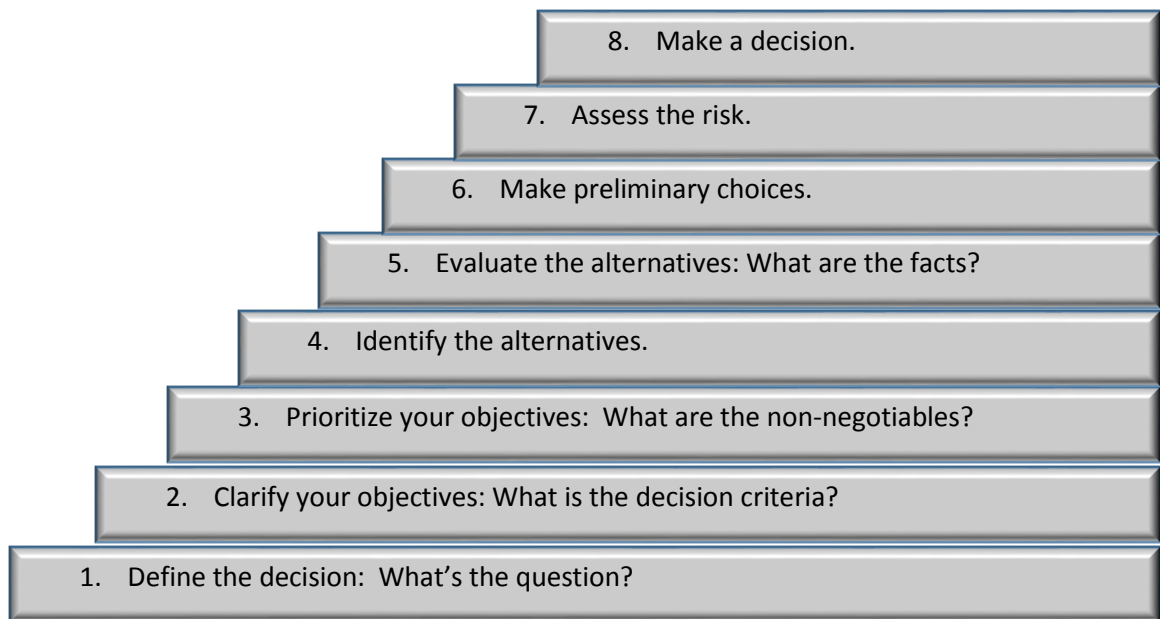 8. Make a decision.
7. Assess the risk.
6. Make preliminary choices.
5. Evaluate the alternatives: What are the facts?
4. Identify the alternatives.
3. Prioritize your objectives:  What are the non-negotiables?
2. Clarify your objectives: What is the decision criteria?
1. Define the decision:  What’s the question?